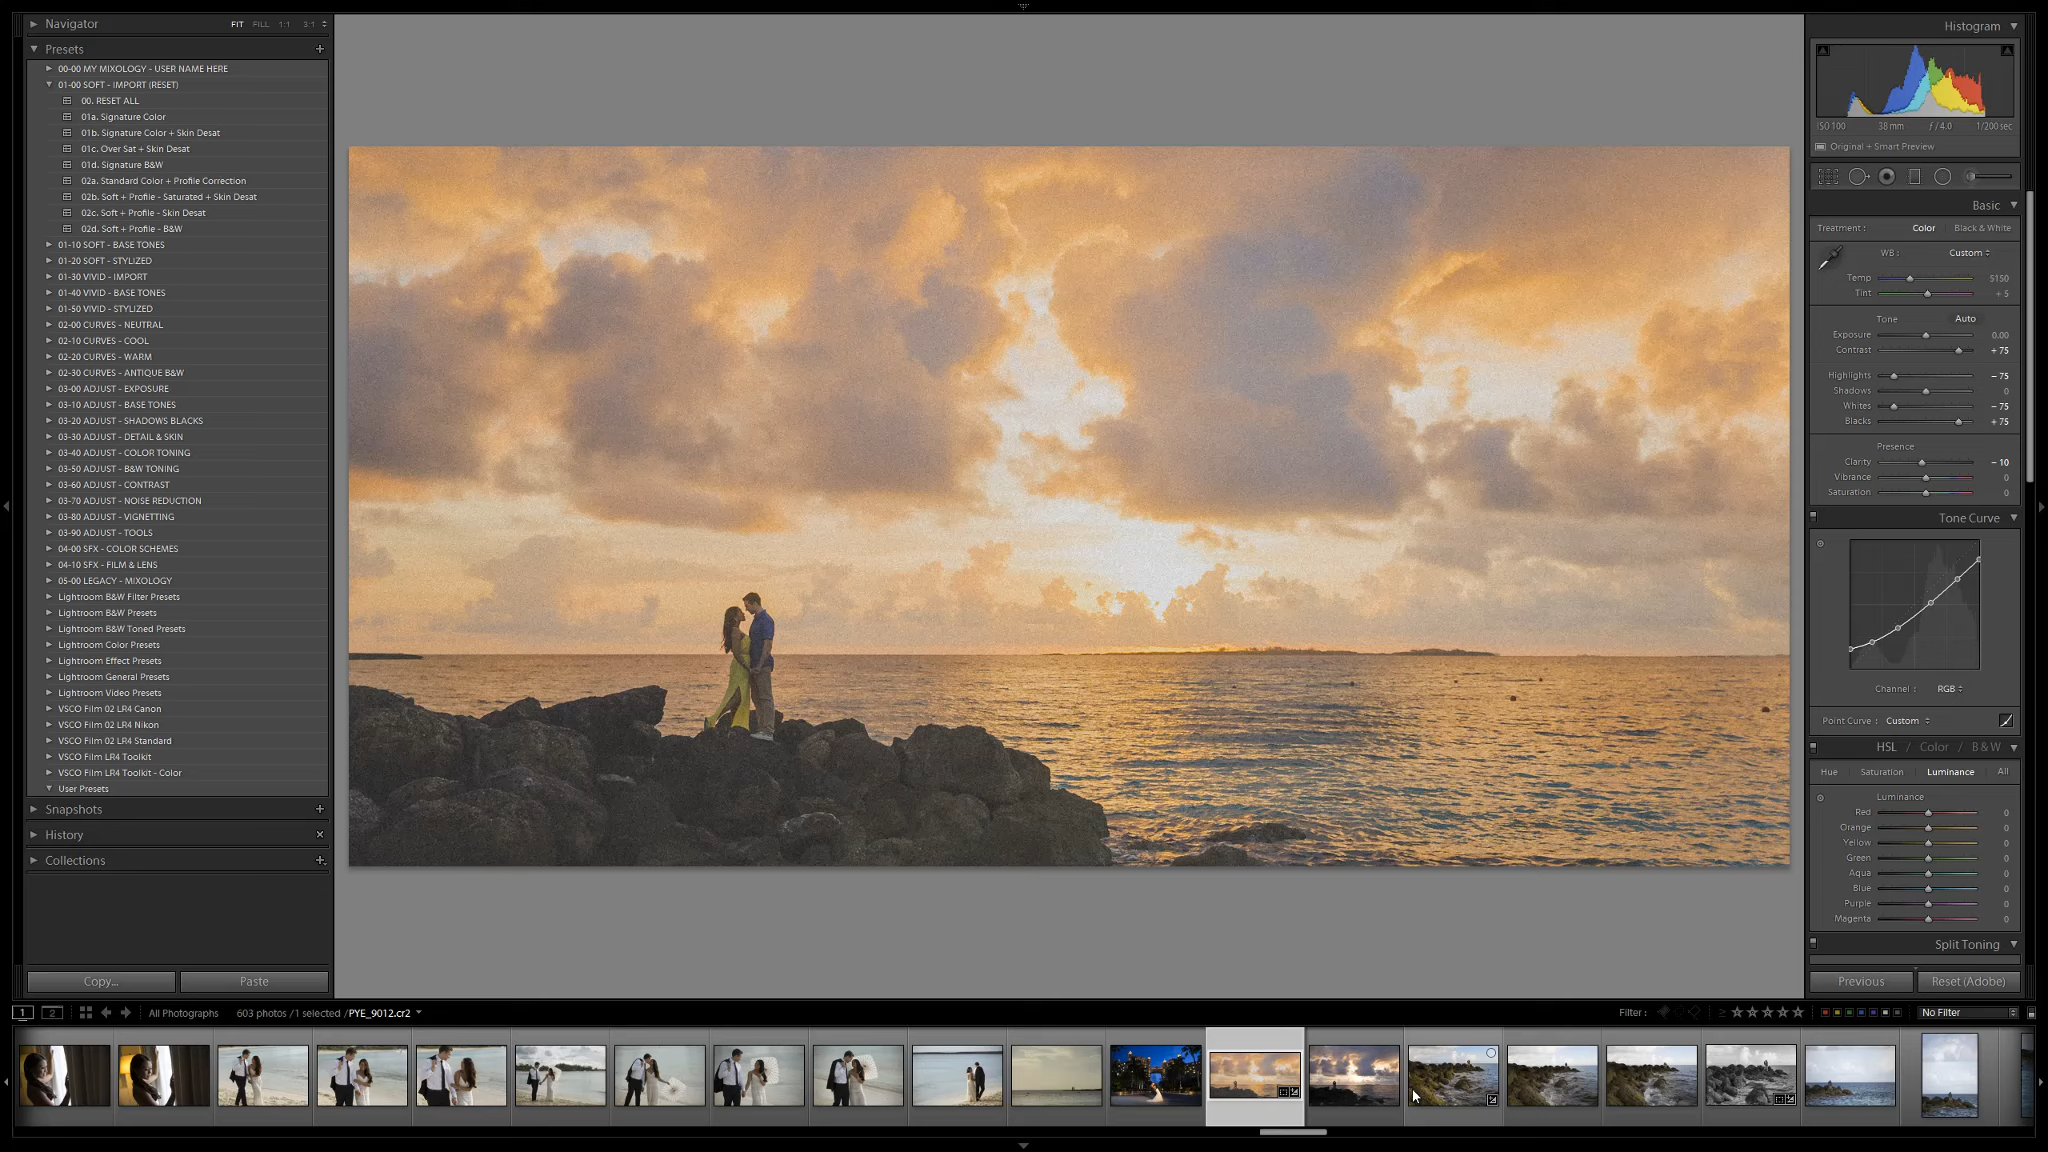 Navigator FIT FILL 1:1 3:1
Presets
00-00 MY MIXOLOGY - USER NAME HERE
01-00 SOFT - IMPORT (RESET)
00. RESET ALL
01a. Signature Color
01b. Signature Color + Skin Desat
01c. Over Sat + Skin Desat
01d. Signature B&W
02a. Standard Color + Profile Correction
02b. Soft + Profile - Saturated + Skin Desat
02c. Soft + Profile - Skin Desat
02d. Soft + Profile - B&W
01-10 SOFT - BASE TONES
01-20 SOFT - STYLIZED
01-30 VIVID - IMPORT
01-40 VIVID - BASE TONES
01-50 VIVID - STYLIZED
02-00 CURVES - NEUTRAL
02-10 CURVES - COOL
02-20 CURVES - WARM
02-30 CURVES - ANTIQUE B&W
03-00 ADJUST - EXPOSURE
03-10 ADJUST - BASE TONES
03-20 ADJUST - SHADOWS BLACKS
03-30 ADJUST - DETAIL & SKIN
03-40 ADJUST - COLOR TONING
03-50 ADJUST - B&W TONING
03-60 ADJUST - CONTRAST
03-70 ADJUST - NOISE REDUCTION
03-80 ADJUST - VIGNETTING
03-90 ADJUST - TOOLS
04-00 SFX - COLOR SCHEMES
04-10 SFX - FILM & LENS
05-00 LEGACY - MIXOLOGY
Lightroom B&W Filter Presets
Lightroom B&W Presets
Lightroom B&W Toned Presets
Lightroom Color Presets
Lightroom Effect Presets
Lightroom General Presets
Lightroom Video Presets
VSCO Film 02 LR4 Canon
VSCO Film 02 LR4 Nikon
VSCO Film 02 LR4 Standard
VSCO Film LR4 Toolkit
VSCO Film LR4 Toolkit - Color
User Presets
Snapshots
History
Collections
Copy... Paste
Histogram
ISO 100 38 mm ƒ / 4.0 1/200 sec
Original + Smart Preview
Basic
Treatment : Color Black & White
WB : Custom
Temp 5150
Tint + 5
Tone Auto
Exposure 0.00
Contrast + 75
Highlights − 75
Shadows 0
Whites − 75
Blacks + 75
Presence
Clarity − 10
Vibrance 0
Saturation 0
Tone Curve
Channel : RGB
Point Curve : Custom
HSL / Color / B & W
Hue Saturation Luminance All
Luminance
Red 0
Orange 0
Yellow 0
Green 0
Aqua 0
Blue 0
Purple 0
Magenta 0
Split Toning
Previous Reset (Adobe)
1 2 All Photographs 603 photos / 1 selected / PYE_9012.cr2 Filter : ≥ No Filter